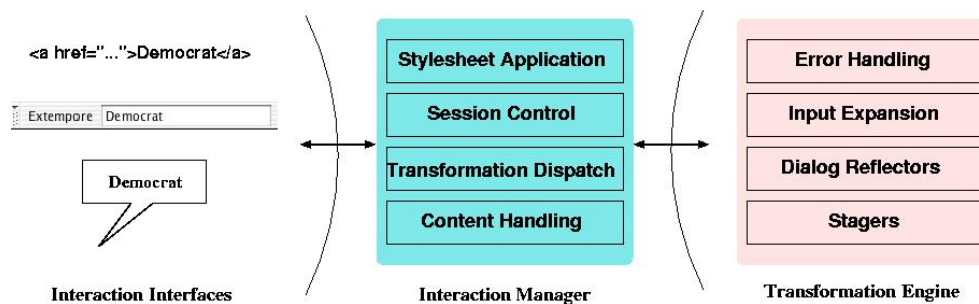 <a href="...">Democrat</a>
Extempore Democrat
Democrat
Interaction Interfaces
Stylesheet Application
Session Control
Transformation Dispatch
Content Handling
Interaction Manager
Error Handling
Input Expansion
Dialog Reflectors
Stagers
Transformation Engine